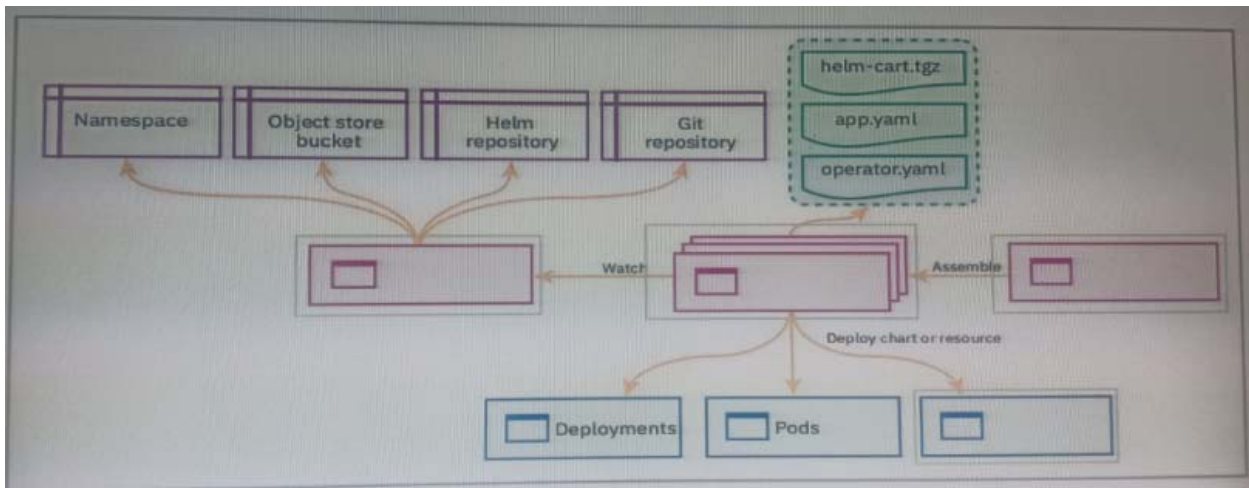 Namespace
Object store
bucket
Helm
repository
Git
repository
helm-cart.tgz
app.yaml
operator.yaml
Watch
Assemble
Deploy chart or resource
Deployments
Pods